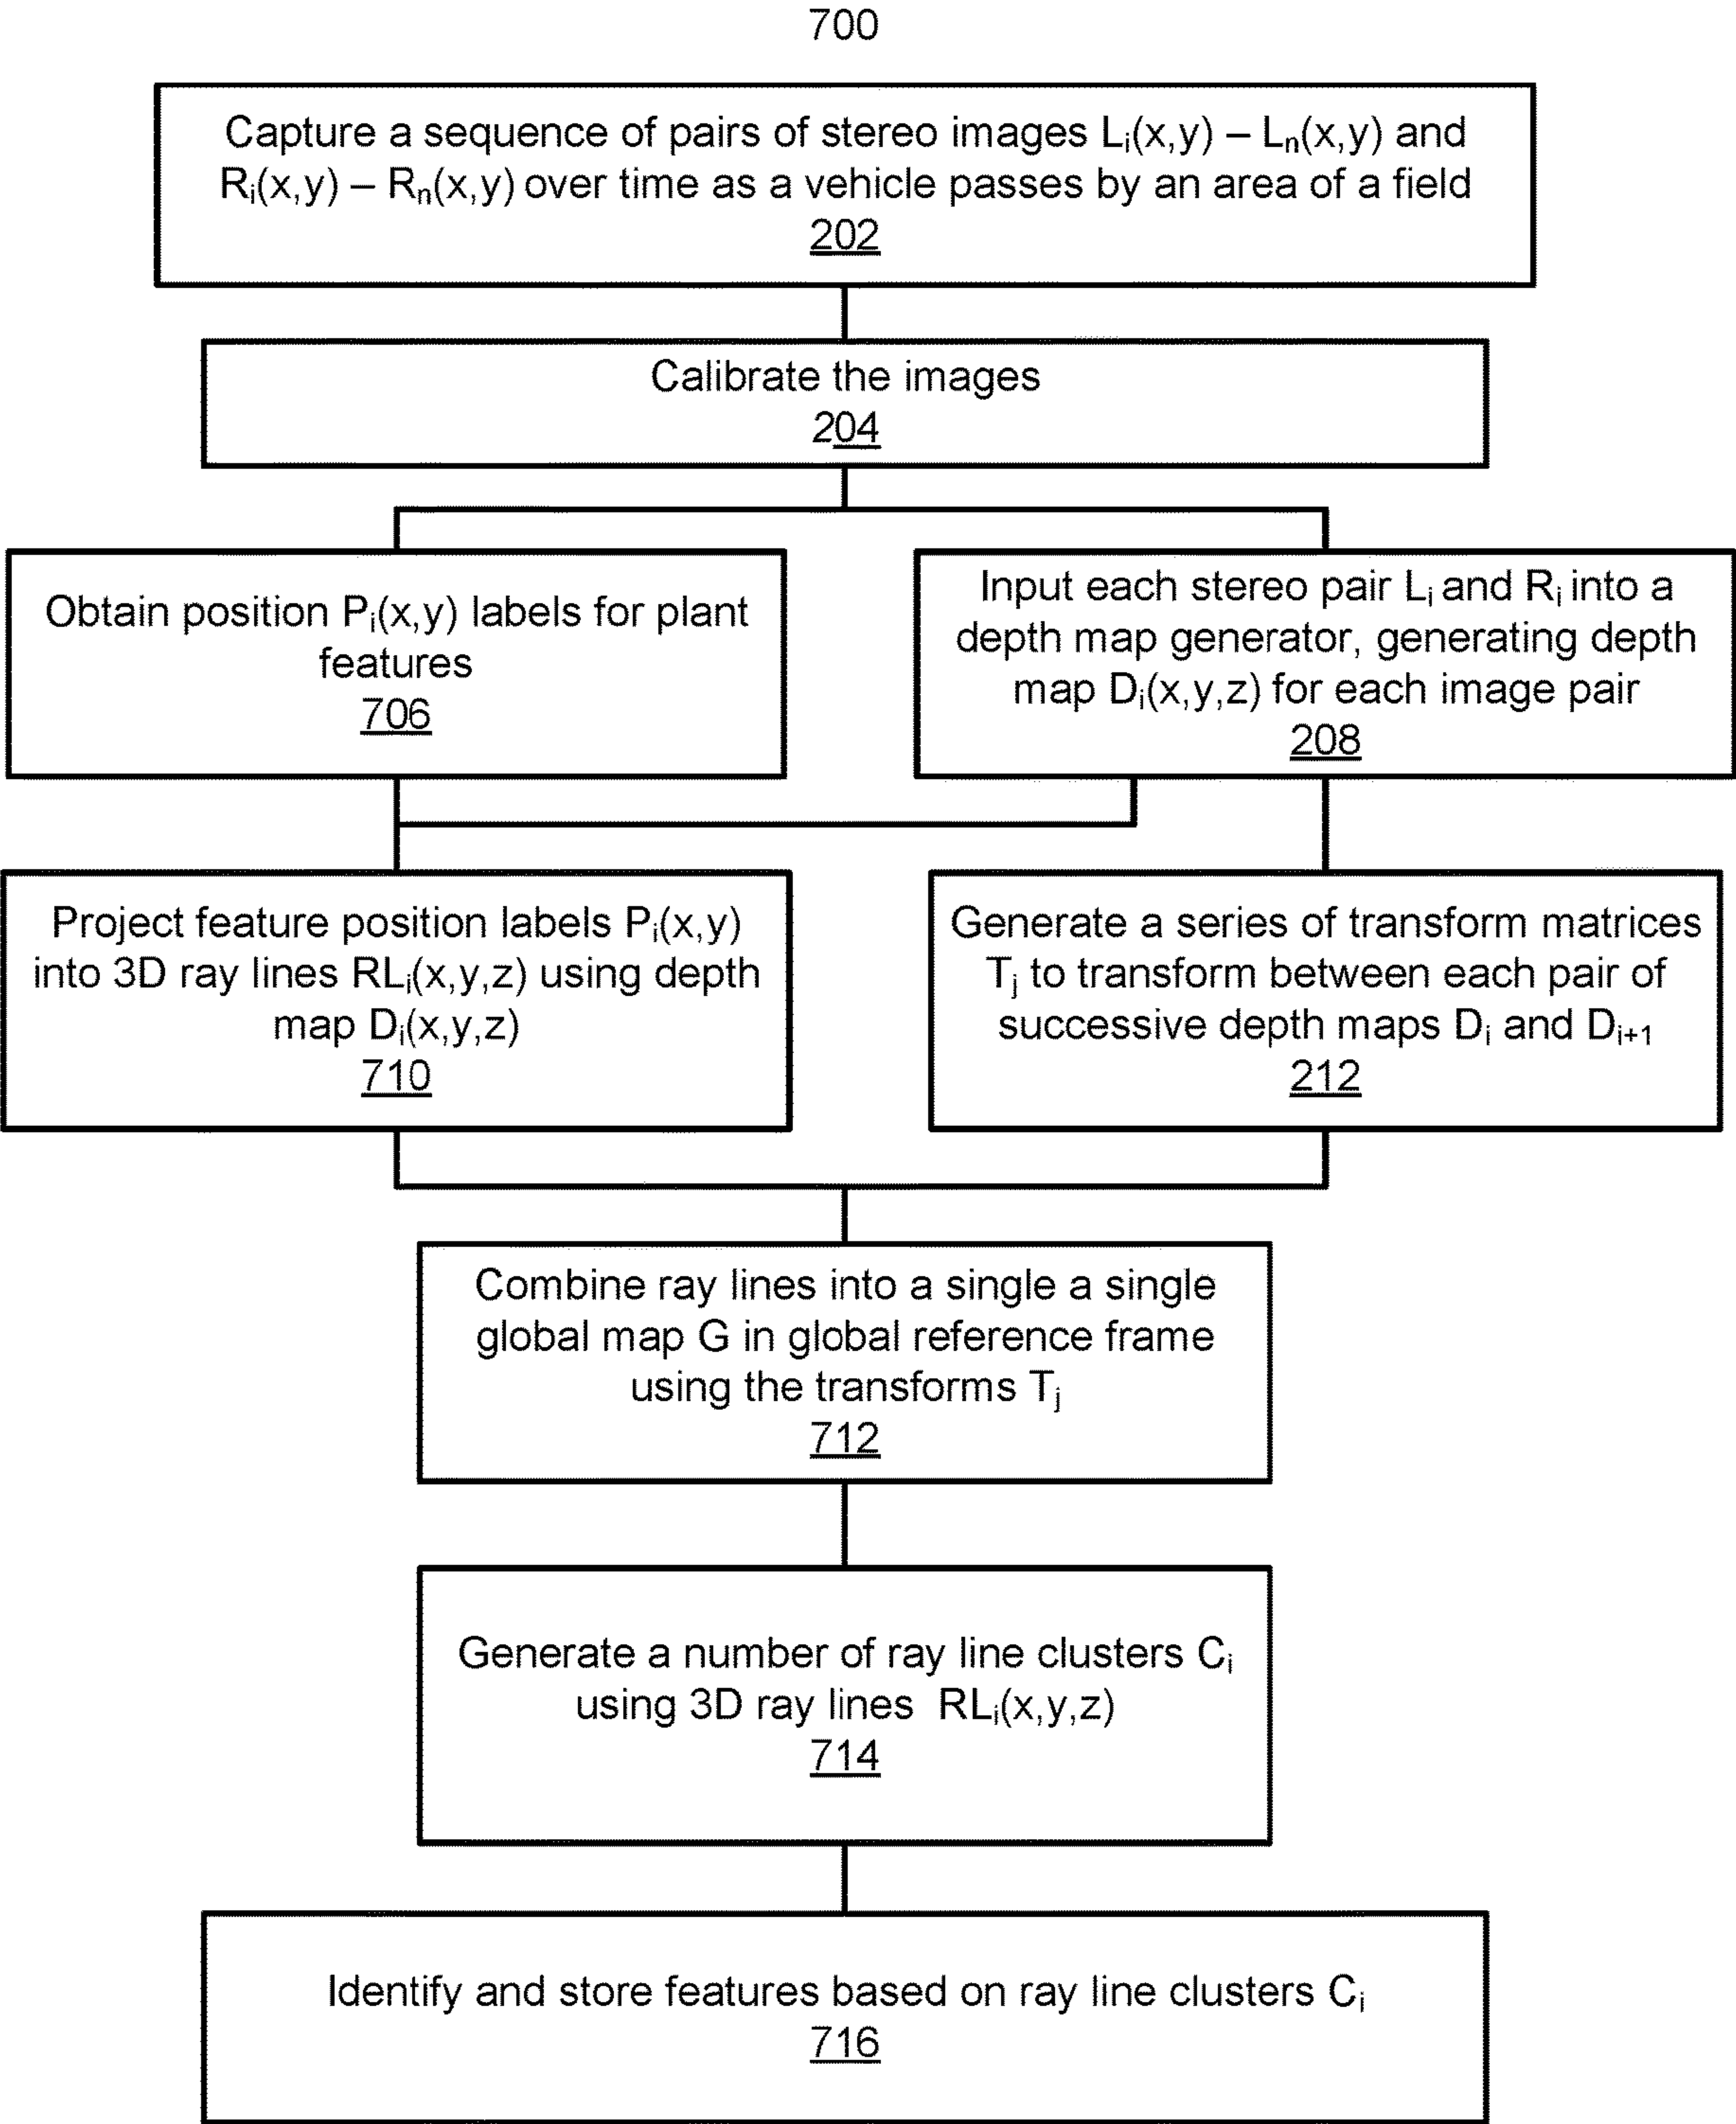 700
Capture a sequence of pairs of stereo images Lᵢ(x,y) – Lₙ(x,y) and
Rᵢ(x,y) – Rₙ(x,y) over time as a vehicle passes by an area of a field
202
Calibrate the images
204
Obtain position Pᵢ(x,y) labels for plant
features
706
Input each stereo pair Lᵢ and Rᵢ into a
depth map generator, generating depth
map Dᵢ(x,y,z) for each image pair
208
Project feature position labels Pᵢ(x,y)
into 3D ray lines RLᵢ(x,y,z) using depth
map Dᵢ(x,y,z)
710
Generate a series of transform matrices
Tⱼ to transform between each pair of
successive depth maps Dᵢ and Dᵢ₊₁
212
Combine ray lines into a single a single
global map G in global reference frame
using the transforms Tⱼ
712
Generate a number of ray line clusters Cᵢ
using 3D ray lines RLᵢ(x,y,z)
714
Identify and store features based on ray line clusters Cᵢ
716